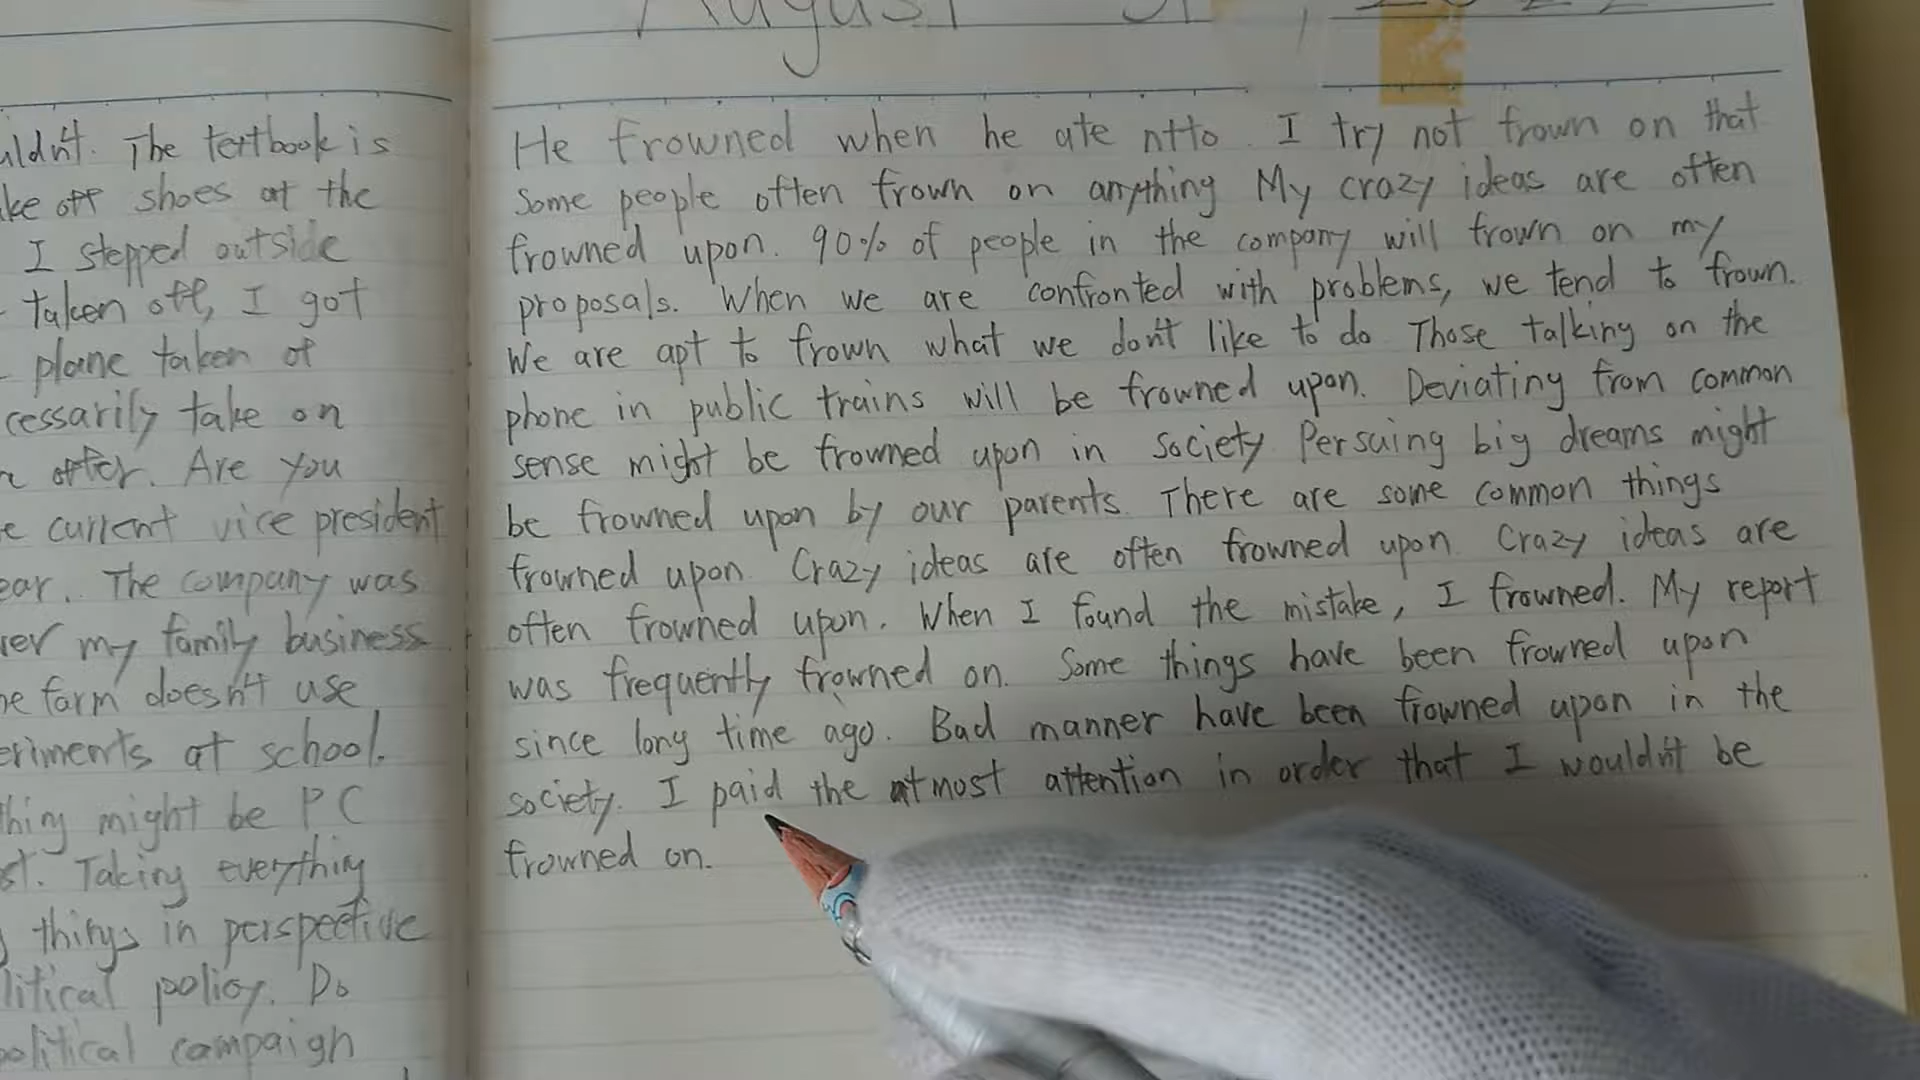 August 31,
uldn't. The textbook is
ke off shoes at the
I stepped outside
taken off, I got
plane taken of
cessarily take on
offer. Are you
e current vice president
ear. The company was
ver my family business
he farm doesn't use
eriments at school.
thing might be PC
st. Taking everything
things in perspective
litical policy. Do
political campaign
He frowned when he ate ntto. I try not frown on that
Some people often frown on anything My crazy ideas are often
frowned upon. 90% of people in the company will frown on my
proposals. When we are confronted with problems, we tend to frown.
We are apt to frown what we don't like to do. Those talking on the
phone in public trains will be frowned upon. Deviating from common
sense might be frowned upon in society. Persuing big dreams might
be frowned upon by our parents. There are some common things
frowned upon. Crazy ideas are often frowned upon. Crazy ideas are
often frowned upon. When I found the mistake, I frowned. My report
was frequently frowned on. Some things have been frowned upon
since long time ago. Bad manner have been frowned upon in the
society. I paid the utmost attention in order that I wouldn't be
frowned on.